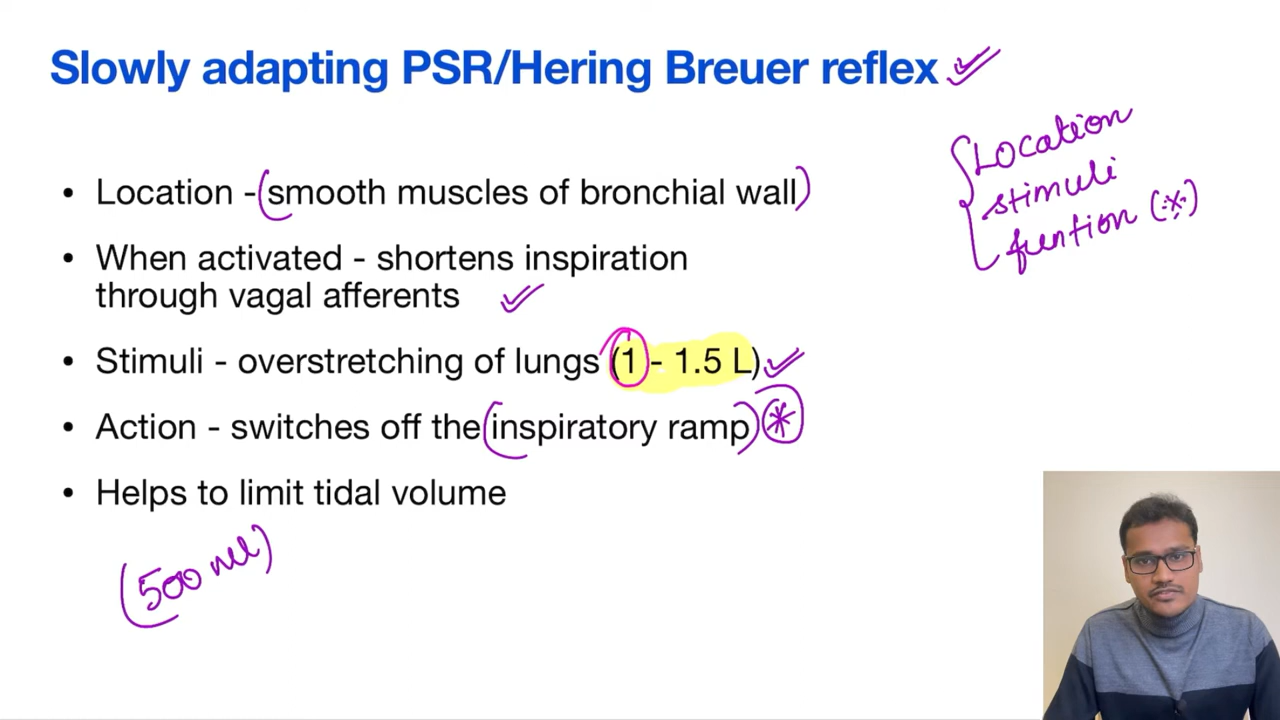 Slowly adapting PSR/Hering Breuer reflex
Location
stimuli
funtion (*)
• Location - (smooth muscles of bronchial wall)
• When activated - shortens inspiration
through vagal afferents
• Stimuli - overstretching of lungs (1 - 1.5 L)
• Action - switches off the (inspiratory ramp) *
• Helps to limit tidal volume
(500 ml)